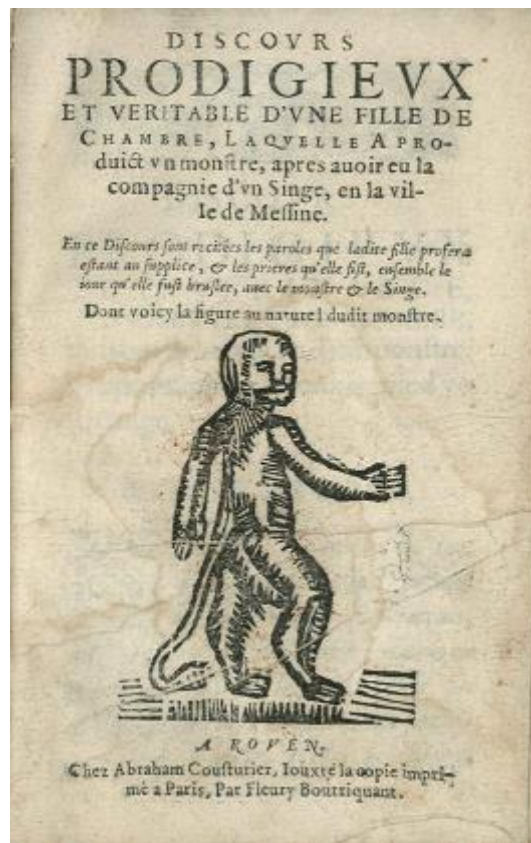 DISCOVRS
PRODIGIEVX
ET VERITABLE D'VNE FILLE DE
CHAMBRE, LAQVELLE A PRO-
duict vn monstre, apres auoir eu la
compagnie d'vn Singe, en la vil-
le de Messine.
En ce Discours sont recitées les paroles que ladite fille profera
estant au supplice, & les prieres qu'elle fist, ensemble le
iour qu'elle fust bruslee, auec le monstre & le Singe.
Dont voicy la figure au naturel dudit monstre.
A ROVEN,
Chez Abraham Cousturier, Iouxte la copie impri-
mé a Paris, Par Fleury Bourriquant.